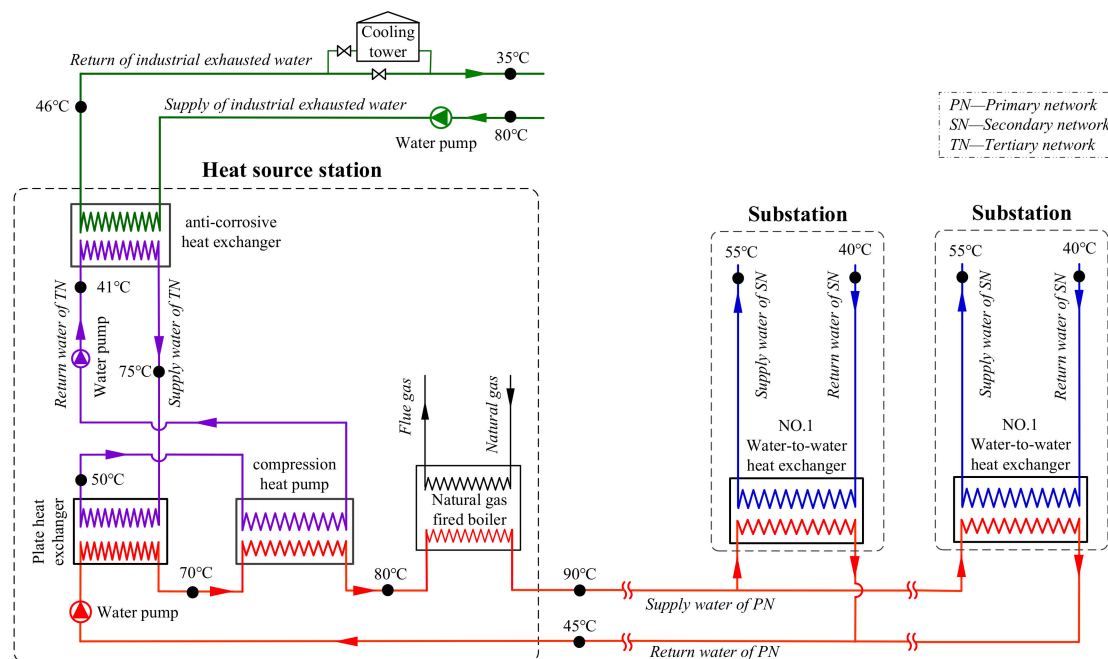 Cooling
tower
Return of industrial exhausted water
35℃
46℃
Supply of industrial exhausted water
Water pump
80℃
PN—Primary network
SN—Secondary network
TN—Tertiary network
Heat source station
anti-corrosive
heat exchanger
Return water of TN
41℃
Water pump
75℃
Supply water of TN
Flue gas
Natural gas
50℃
compression
heat pump
Natural gas
fired boiler
Plate heat
exchanger
70℃
80℃
90℃
Water pump
45℃
Supply water of PN
Return water of PN
Substation
55℃
40℃
Supply water of SN
Return water of SN
NO.1
Water-to-water
heat exchanger
Substation
55℃
40℃
Supply water of SN
Return water of SN
NO.1
Water-to-water
heat exchanger